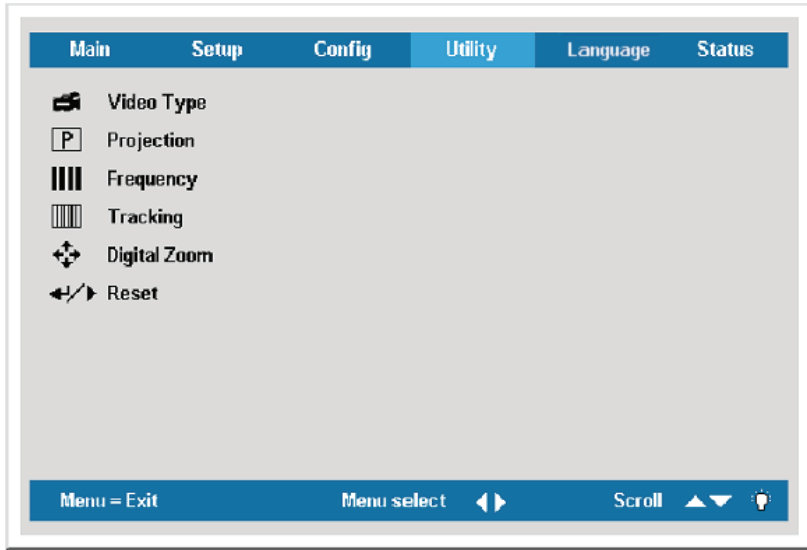 Main Setup Config Utility Language Status
Video Type
P Projection
Frequency
Tracking
Digital Zoom
Reset
Menu = Exit Menu select Scroll